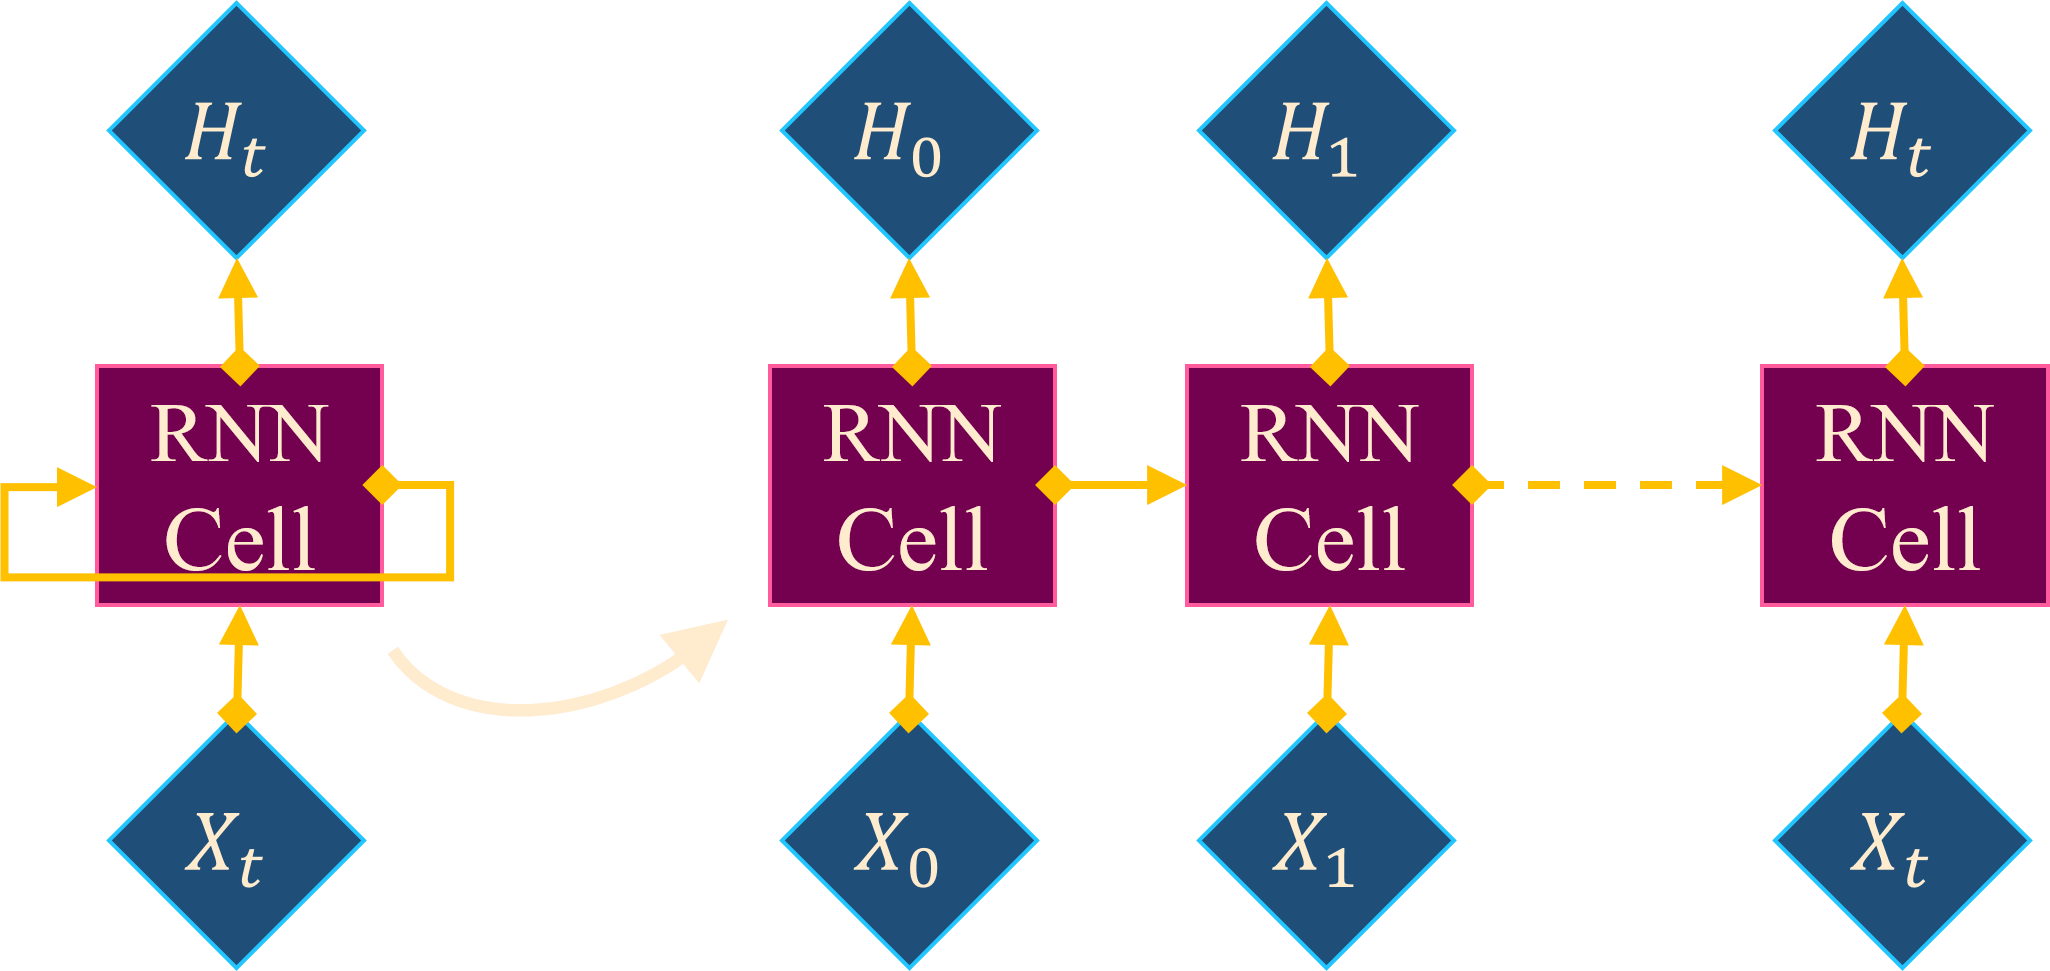 H_t
H_0
H_1
H_t
RNN
Cell
RNN
Cell
RNN
Cell
RNN
Cell
X_t
X_0
X_1
X_t